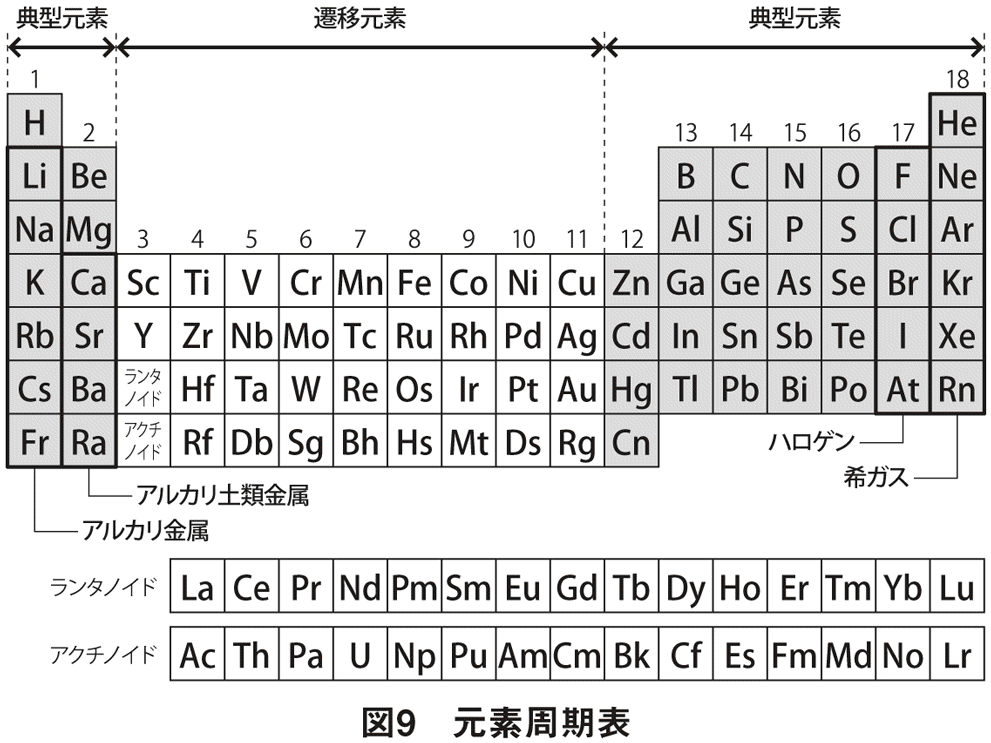 典型元素 遷移元素 典型元素
1 18
H 2 13 14 15 16 17 He
Li Be B C N O F Ne
Na Mg 3 4 5 6 7 8 9 10 11 12 Al Si P S Cl Ar
K Ca Sc Ti V Cr Mn Fe Co Ni Cu Zn Ga Ge As Se Br Kr
Rb Sr Y Zr Nb Mo Tc Ru Rh Pd Ag Cd In Sn Sb Te I Xe
Cs Ba ランタノイド Hf Ta W Re Os Ir Pt Au Hg Tl Pb Bi Po At Rn
Fr Ra アクチノイド Rf Db Sg Bh Hs Mt Ds Rg Cn
ハロゲン
希ガス
アルカリ土類金属
アルカリ金属
ランタノイド La Ce Pr Nd Pm Sm Eu Gd Tb Dy Ho Er Tm Yb Lu
アクチノイド Ac Th Pa U Np Pu Am Cm Bk Cf Es Fm Md No Lr
図9 元素周期表